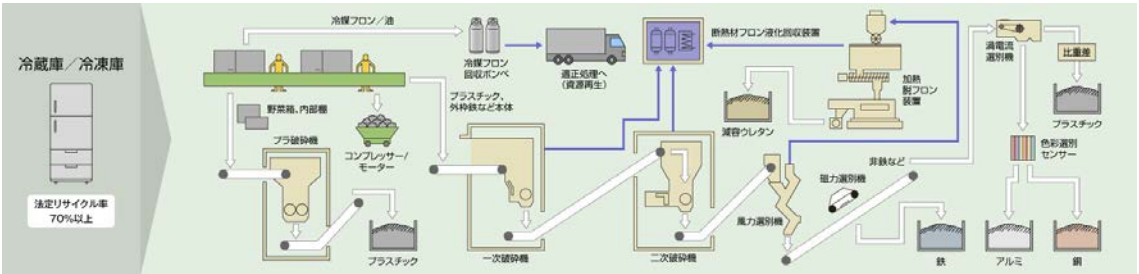 冷蔵庫／冷凍庫
法定リサイクル率
70%以上
冷媒フロン／油
冷媒フロン
回収ボンベ
適正処理へ
(資源再生)
断熱材フロン液化回収装置
加熱
脱フロン
装置
減容ウレタン
渦電流
選別機
比重差
プラスチック
色彩選別
センサー
野菜箱、内部棚
コンプレッサー/
モーター
プラスチック、
外枠鉄など本体
プラ破砕機
プラスチック
一次破砕機
二次破砕機
風力選別機
磁力選別機
非鉄など
鉄
アルミ
銅